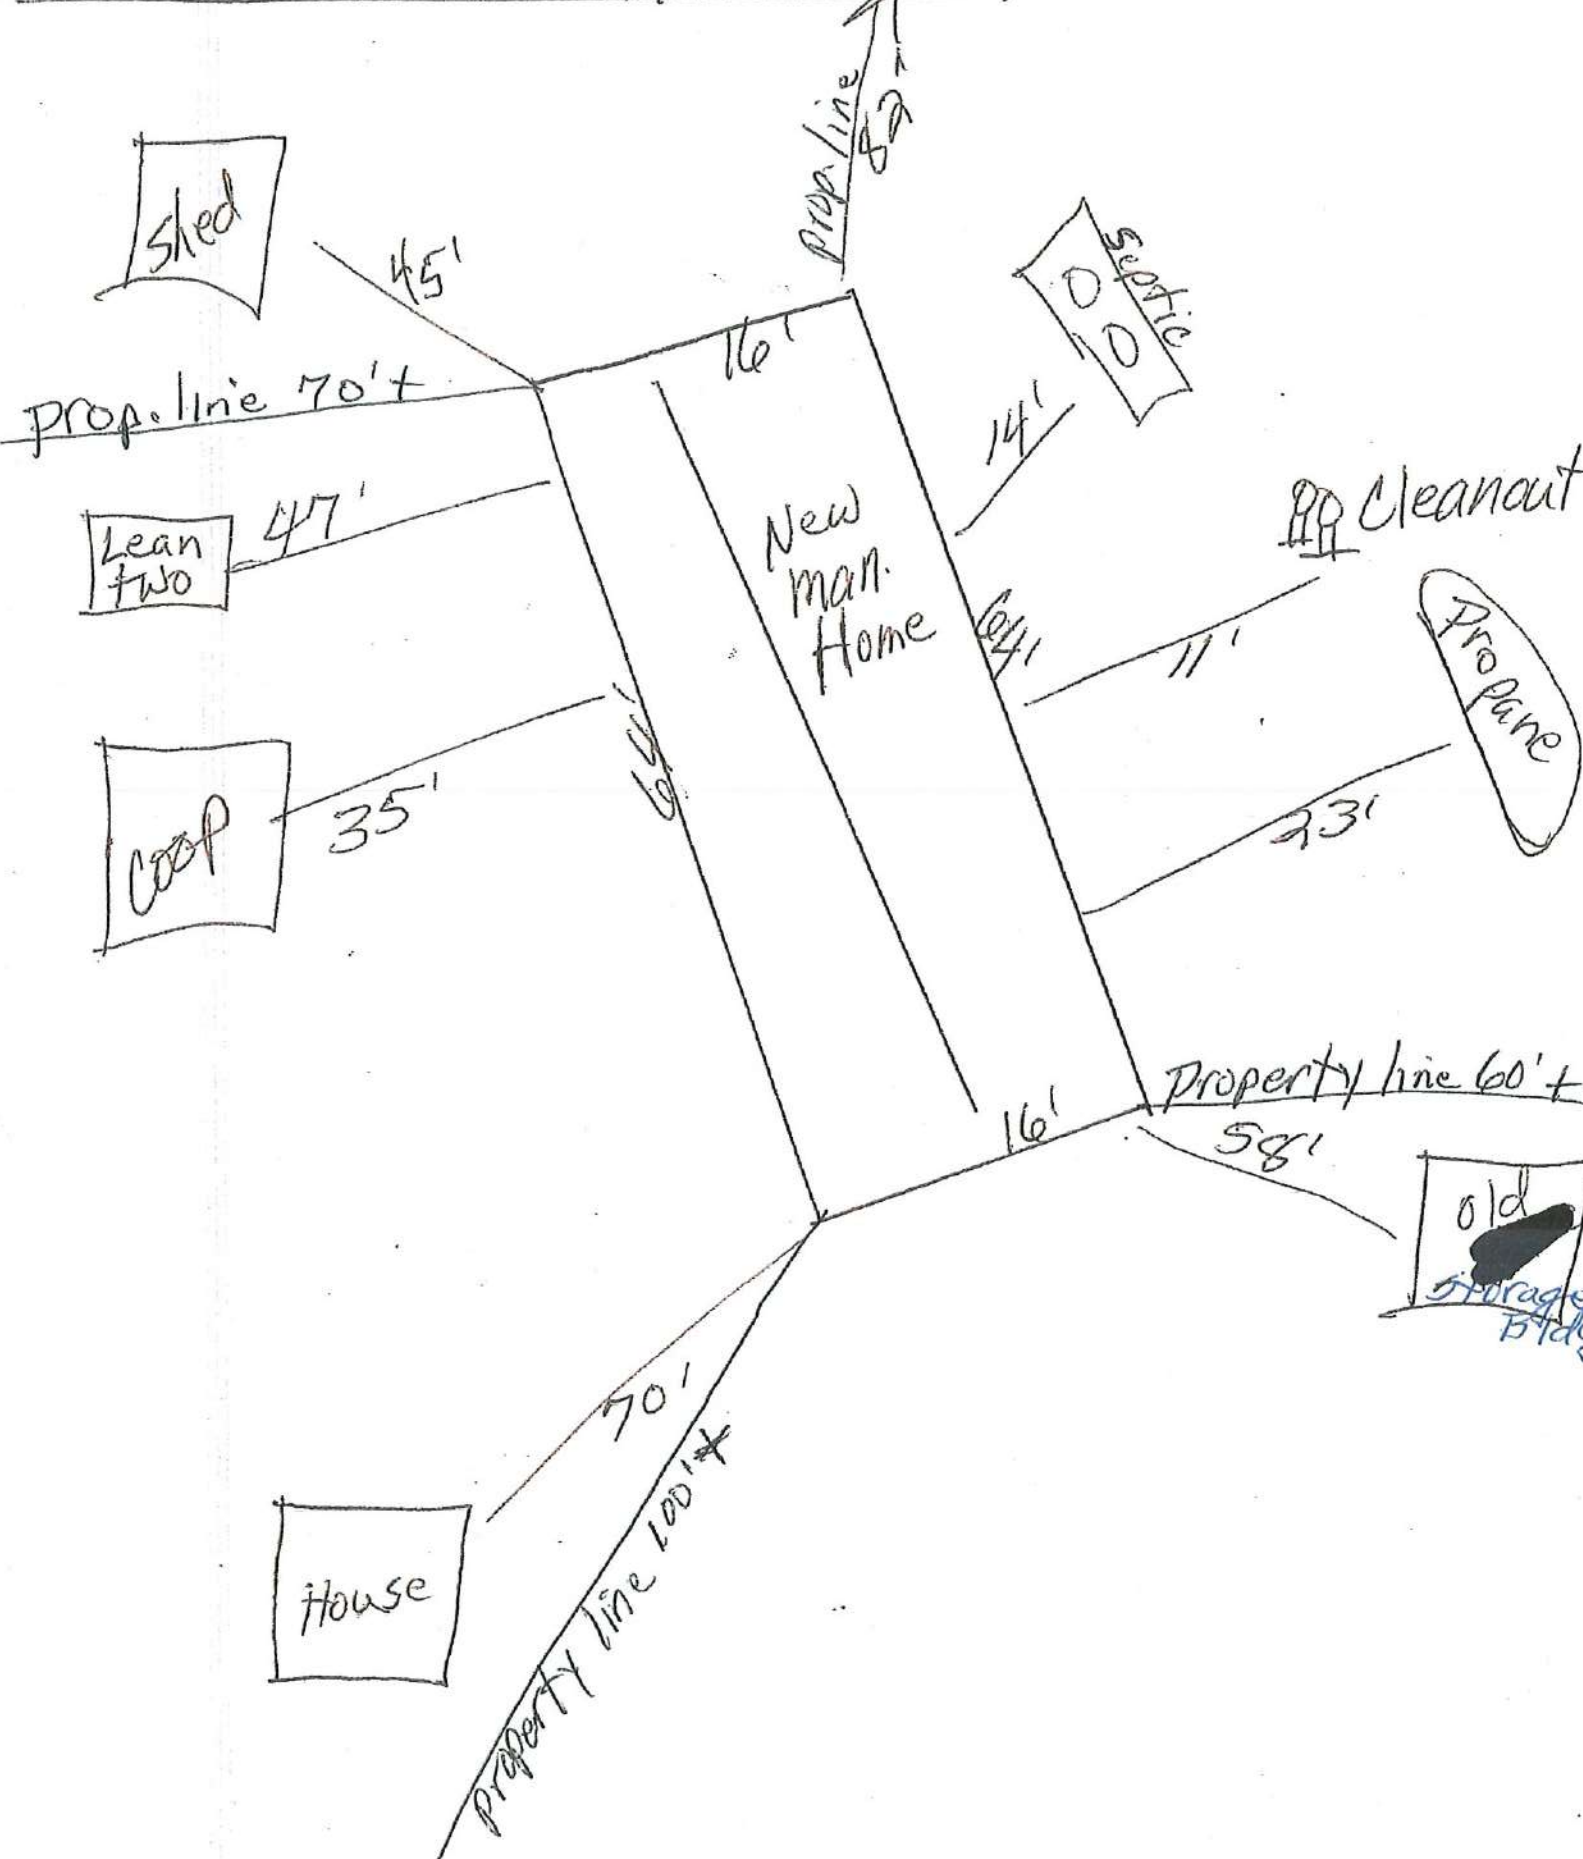 prop. line
82'
shed
45'
16'
septic
prop. line 70'+
14'
47'
Lean
two
New
man.
Home
Cleanout
64'
11'
Propane
64'
35'
coop
23'
Property line 60'+
16'
58'
old
storage
Bldg
70'
property line 100'+
House